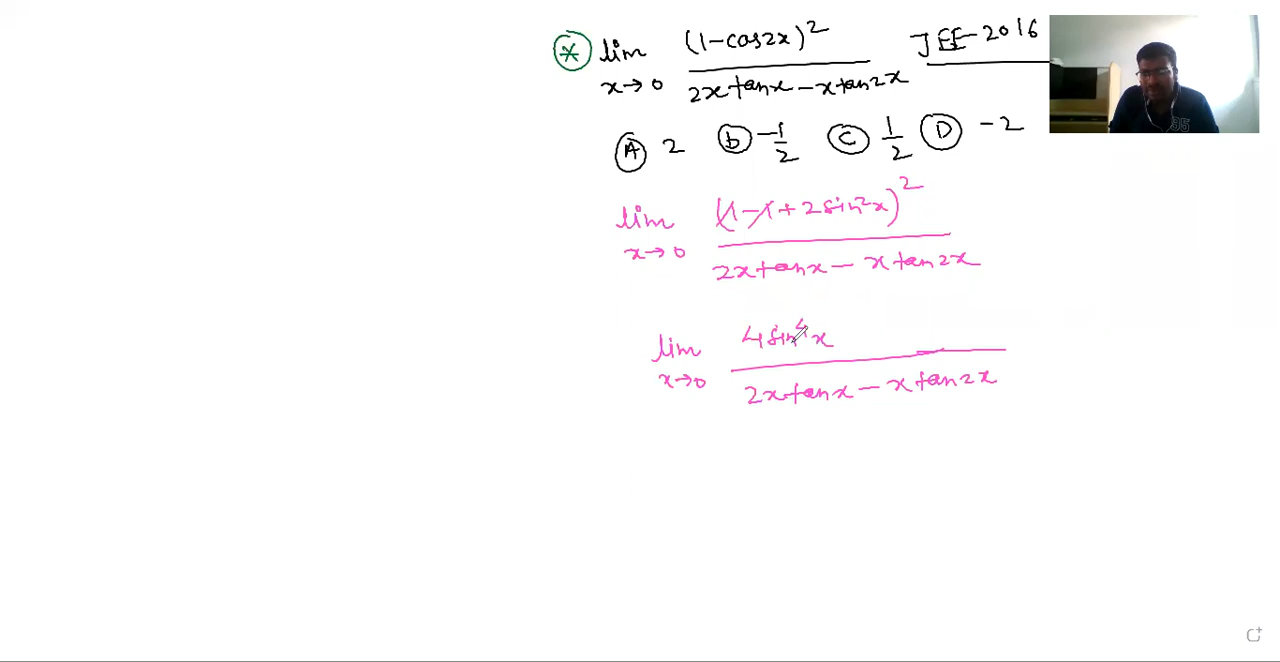 * lim x→0 (1-cos2x)² / 2x tanx - x tan2x JEE-2016
A 2 b -1/2 C 1/2 D -2
lim x→0 (1-1+2sin²x)² / 2x tanx - x tan2x
lim x→0 4sin⁴x / 2x tanx - x tan2x